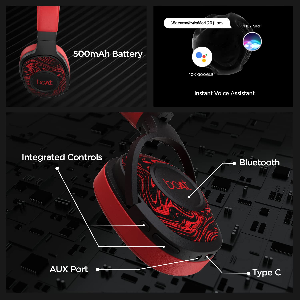 500mAh Battery
Instant Voice Assistant
Integrated Controls
Bluetooth
AUX Port
Type C